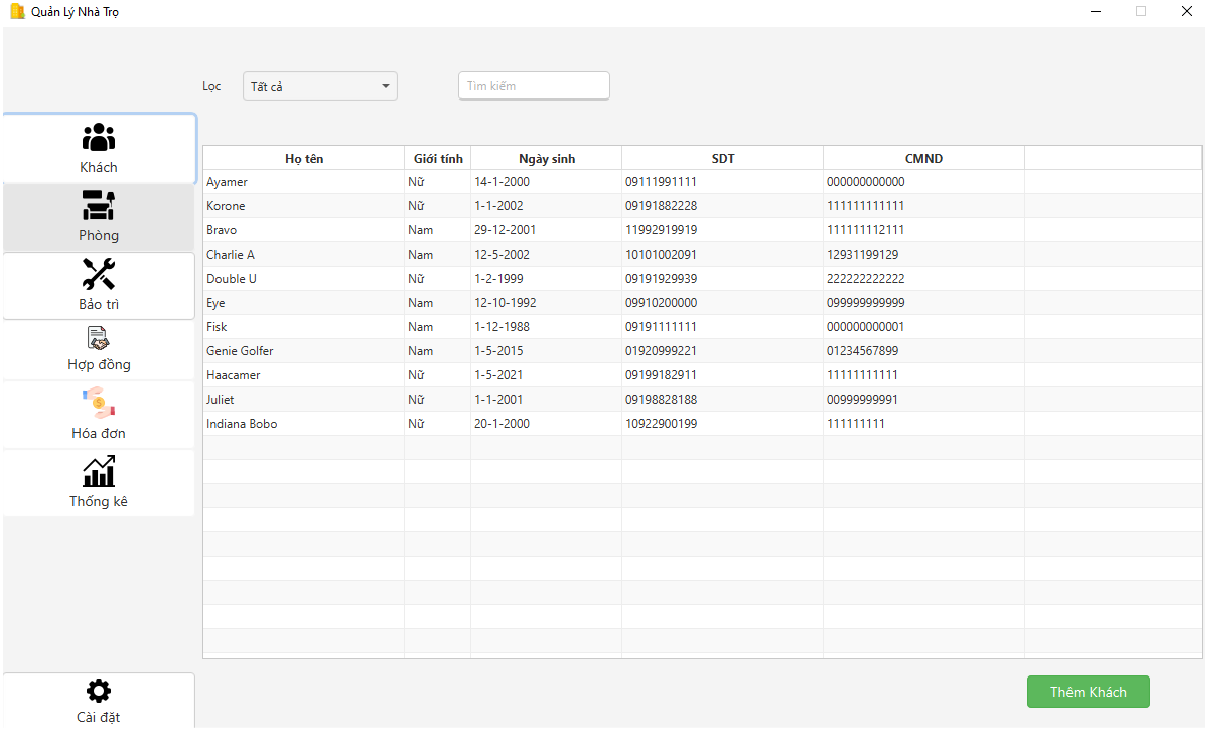 Quản Lý Nhà Trọ
Lọc Tất cả Tìm kiếm
Khách
Phòng
Bảo trì
Hợp đồng
Hóa đơn
Thống kê
Cài đặt
Họ tên Giới tính Ngày sinh SDT CMND
Ayamer Nữ 14-1-2000 09111991111 000000000000
Korone Nữ 1-1-2002 09191882228 111111111111
Bravo Nam 29-12-2001 11992919919 111111112111
Charlie A Nam 12-5-2002 10101002091 12931199129
Double U Nữ 1-2-1999 09191929939 222222222222
Eye Nam 12-10-1992 09910200000 099999999999
Fisk Nam 1-12-1988 09191111111 000000000001
Genie Golfer Nam 1-5-2015 01920999221 01234567899
Haacamer Nữ 1-5-2021 09199182911 11111111111
Juliet Nữ 1-1-2001 09198828188 00999999991
Indiana Bobo Nữ 20-1-2000 10922900199 111111111
Thêm Khách